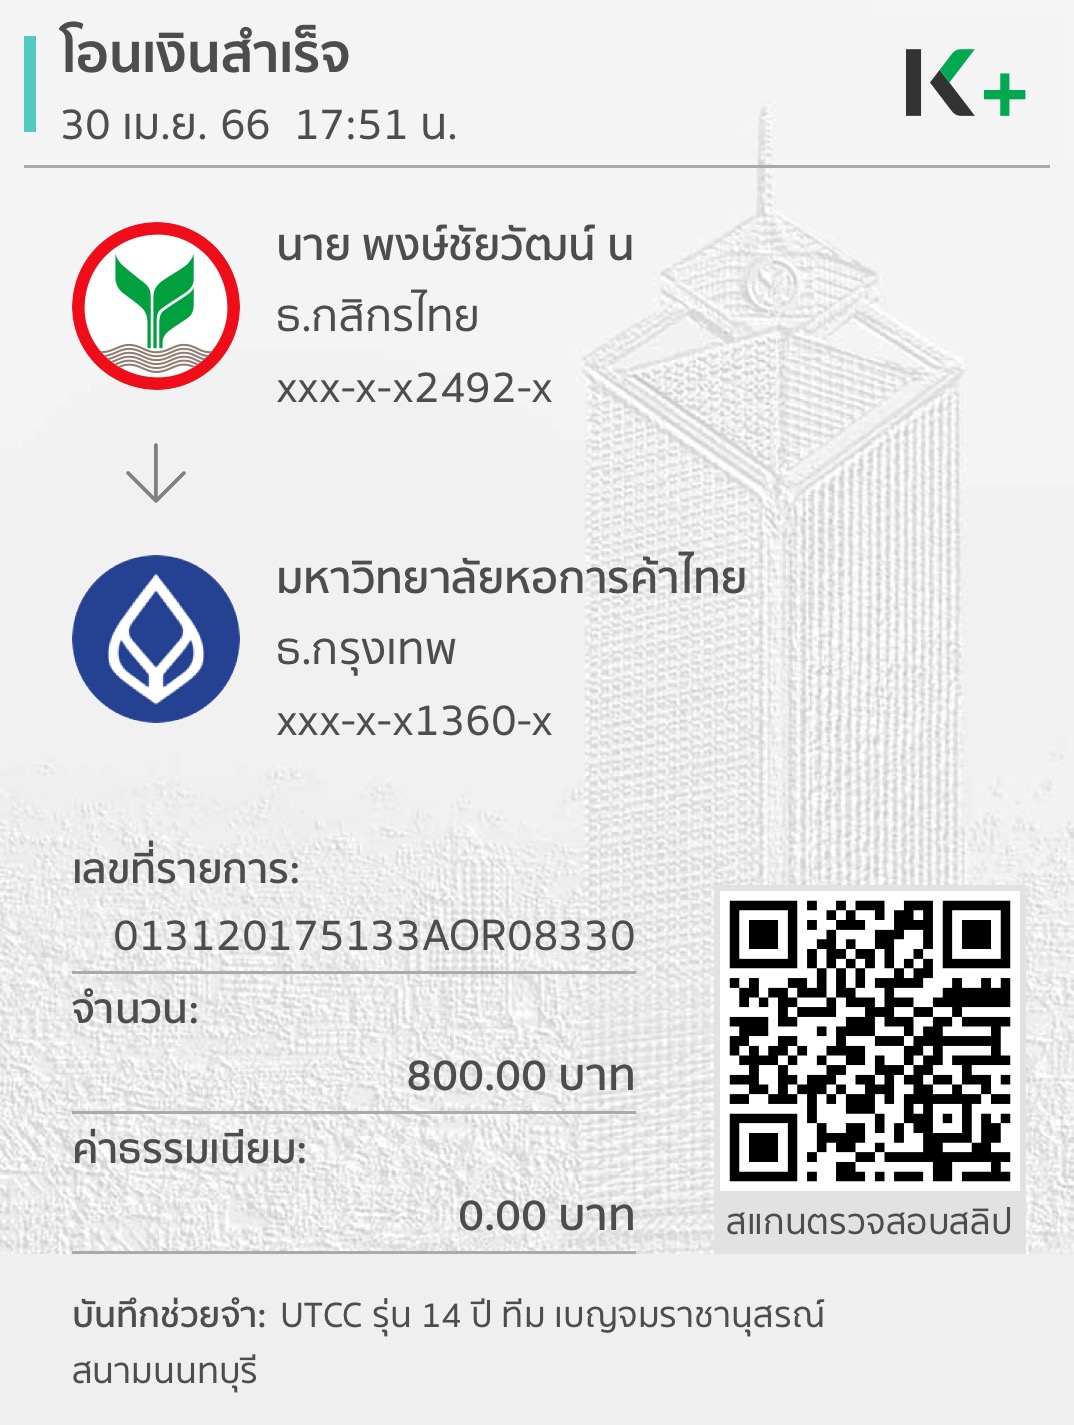 โอนเงินสำเร็จ
30 เม.ย. 66  17:51 น.
K+
นาย พงษ์ชัยวัฒน์ น
ธ.กสิกรไทย
xxx-x-x2492-x
มหาวิทยาลัยหอการค้าไทย
ธ.กรุงเทพ
xxx-x-x1360-x
เลขที่รายการ:
013120175133AOR08330
จำนวน:
800.00 บาท
ค่าธรรมเนียม:
0.00 บาท
สแกนตรวจสอบสลิป
บันทึกช่วยจำ: UTCC รุ่น 14 ปี ทีม เบญจมราชานุสรณ์
สนามนนทบุรี